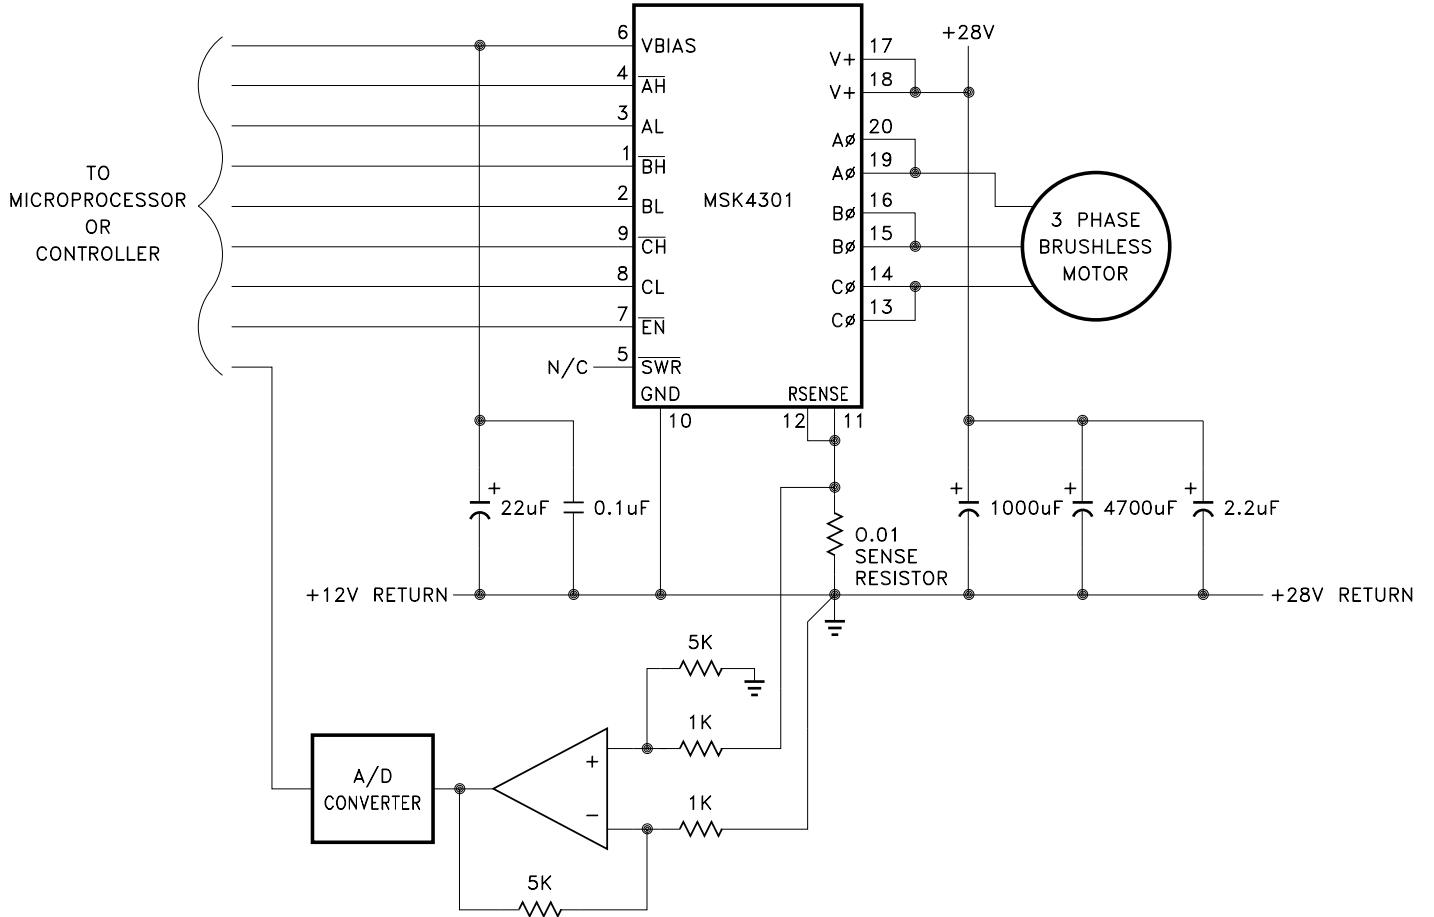 +28V
6
VBIAS
4
AH
3
AL
1
BH
2
BL
9
CH
8
CL
7
EN
N/C
5
SWR
GND
10
RSENSE
12
11
MSK4301
V+
17
V+
18
AØ
20
AØ
19
BØ
16
BØ
15
CØ
14
CØ
13
TO
MICROPROCESSOR
OR
CONTROLLER
3 PHASE
BRUSHLESS
MOTOR
+
22uF
0.1uF
0.01
SENSE
RESISTOR
+
1000uF
+
4700uF
+
2.2uF
+12V RETURN
+28V RETURN
5K
1K
+
A/D
CONVERTER
1K
−
5K